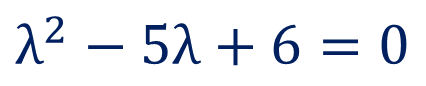 λ² − 5λ + 6 = 0